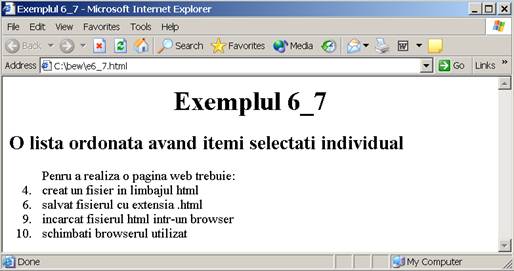 Exemplul 6_7 - Microsoft Internet Explorer
File Edit View Favorites Tools Help
Back Search Favorites Media
Address C:\bew\e6_7.html Go Links »
Exemplul 6_7
O lista ordonata avand itemi selectati individual
Penru a realiza o pagina web trebuie:
4. creat un fisier in limbajul html
6. salvat fisierul cu extensia .html
9. incarcat fisierul html intr-un browser
10. schimbati browserul utilizat
Done My Computer